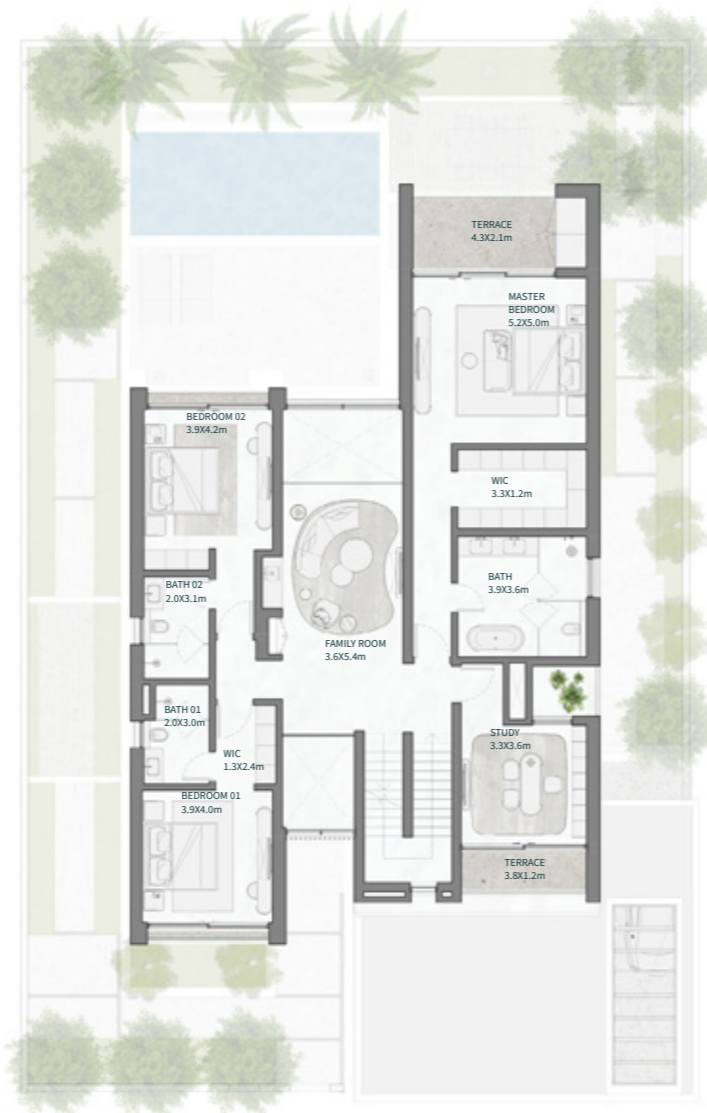 TERRACE
4.3X2.1m
MASTER
BEDROOM
5.2X5.0m
BEDROOM 02
3.9X4.2m
WIC
3.3X1.2m
BATH 02
2.0X3.1m
BATH
3.9X3.6m
FAMILY ROOM
3.6X5.4m
BATH 01
2.0X3.0m
STUDY
3.3X3.6m
WIC
1.3X2.4m
BEDROOM 01
3.9X4.0m
TERRACE
3.8X1.2m